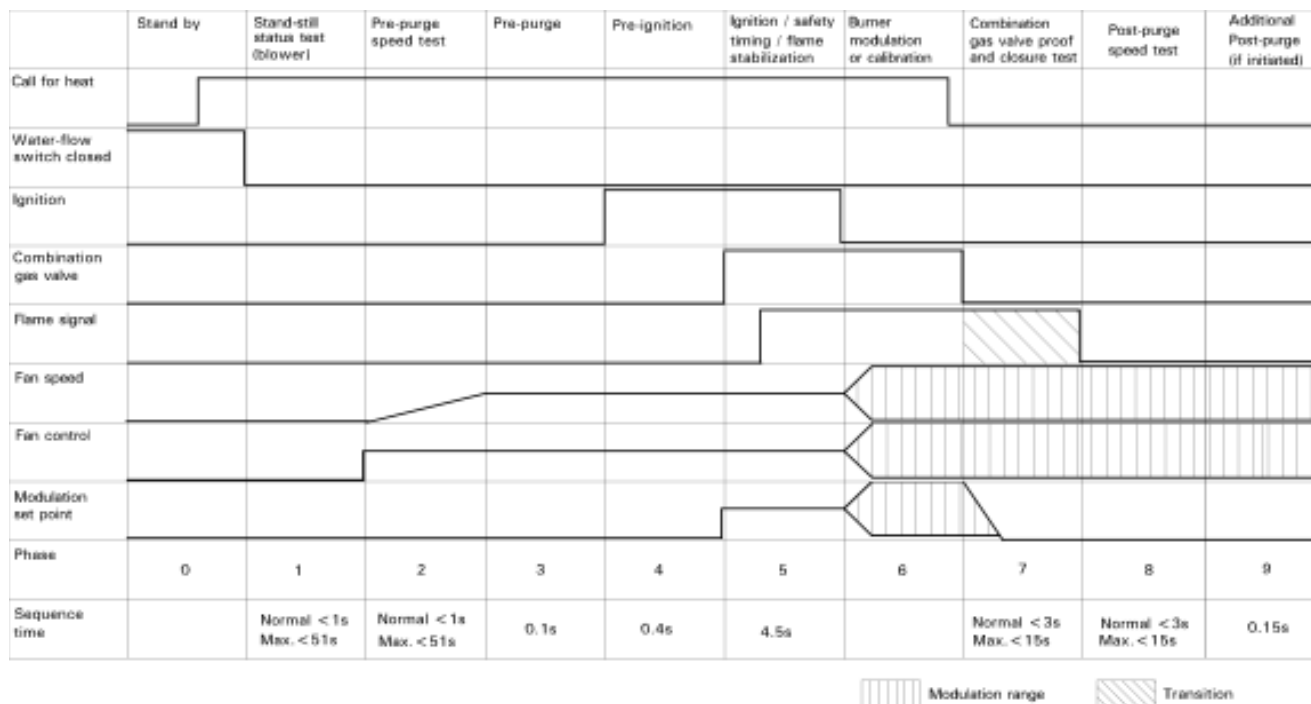 Stand by
Stand-still
status test
(blower)
Pre-purge
speed test
Pre-purge
Pre-ignition
Ignition / safety
timing / flame
stabilization
Burner
modulation
or calibration
Combination
gas valve proof
and closure test
Post-purge
speed test
Additional
Post-purge
(if initiated)
Call for heat
Water-flow
switch closed
Ignition
Combination
gas valve
Flame signal
Fan speed
Fan control
Modulation
set point
Phase
0 1 2 3 4 5 6 7 8 9
Sequence
time
Normal <1s
Max. <51s
Normal <1s
Max. <51s
0.1s
0.4s
4.5s
Normal <3s
Max. <15s
Normal <3s
Max. <15s
0.15s
Modulation range
Transition